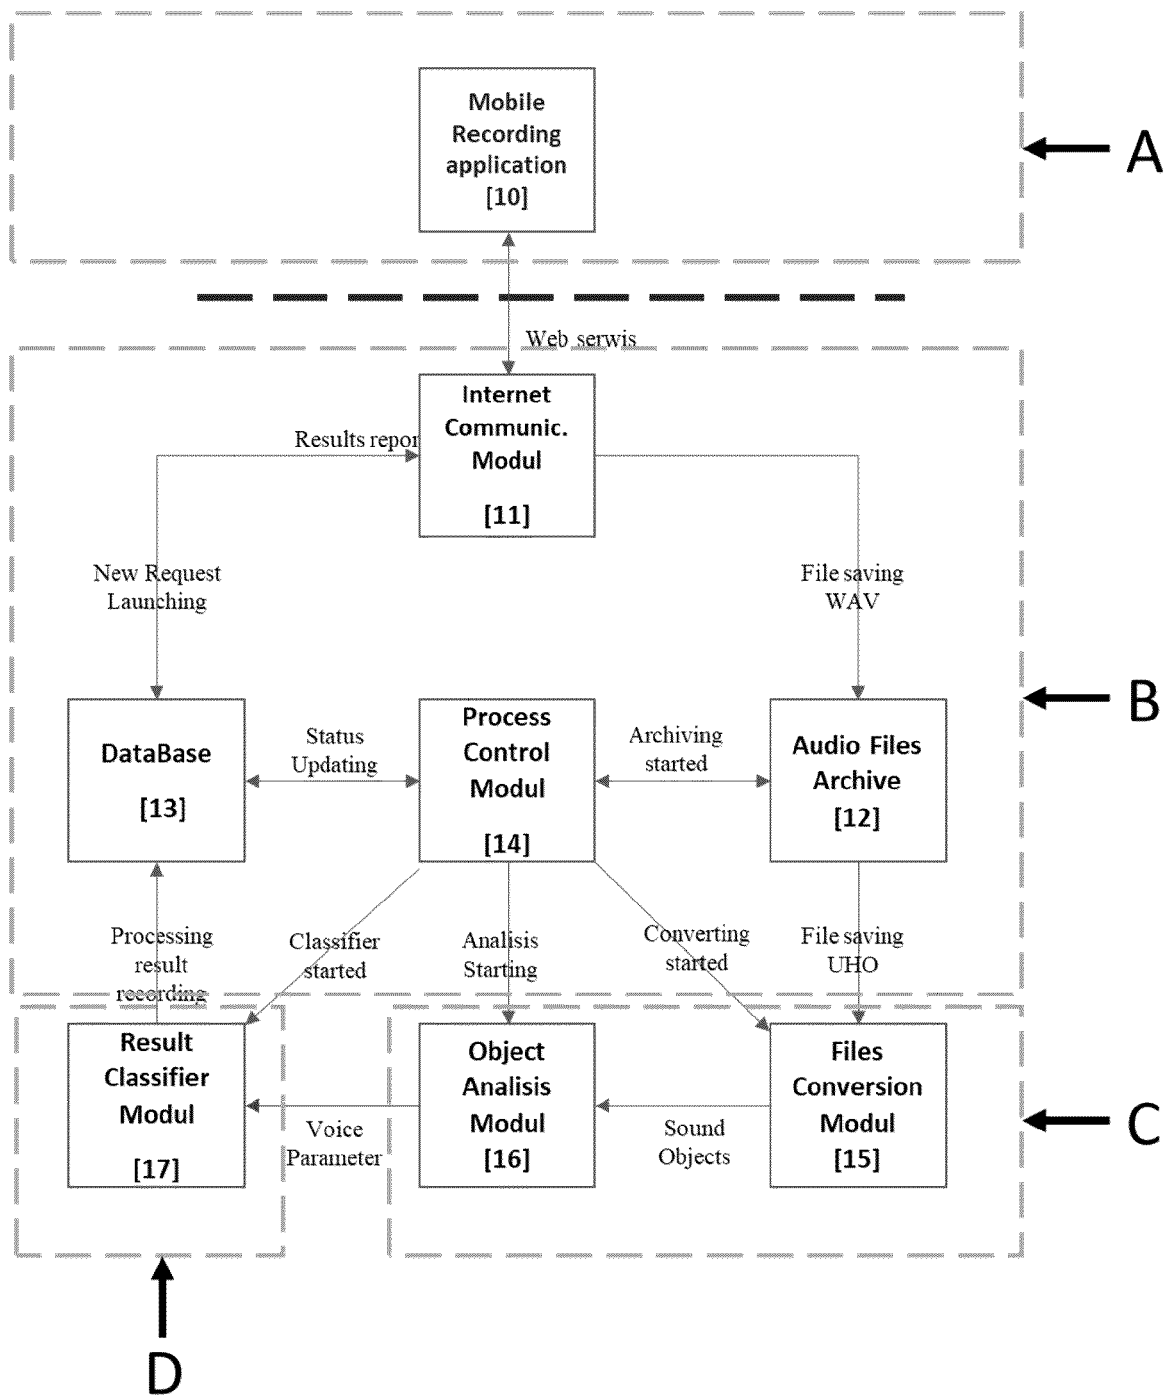 Mobile
Recording
application
[10]
A
Web serwis
Internet
Communic.
Modul
[11]
Results repor
New Request
Launching
File saving
WAV
B
DataBase
[13]
Status
Updating
Process
Control
Modul
[14]
Archiving
started
Audio Files
Archive
[12]
Processing
result
recording
Classifier
started
Analisis
Starting
Converting
started
File saving
UHO
Result
Classifier
Modul
[17]
Voice
Parameter
Object
Analisis
Modul
[16]
Sound
Objects
Files
Conversion
Modul
[15]
C
D